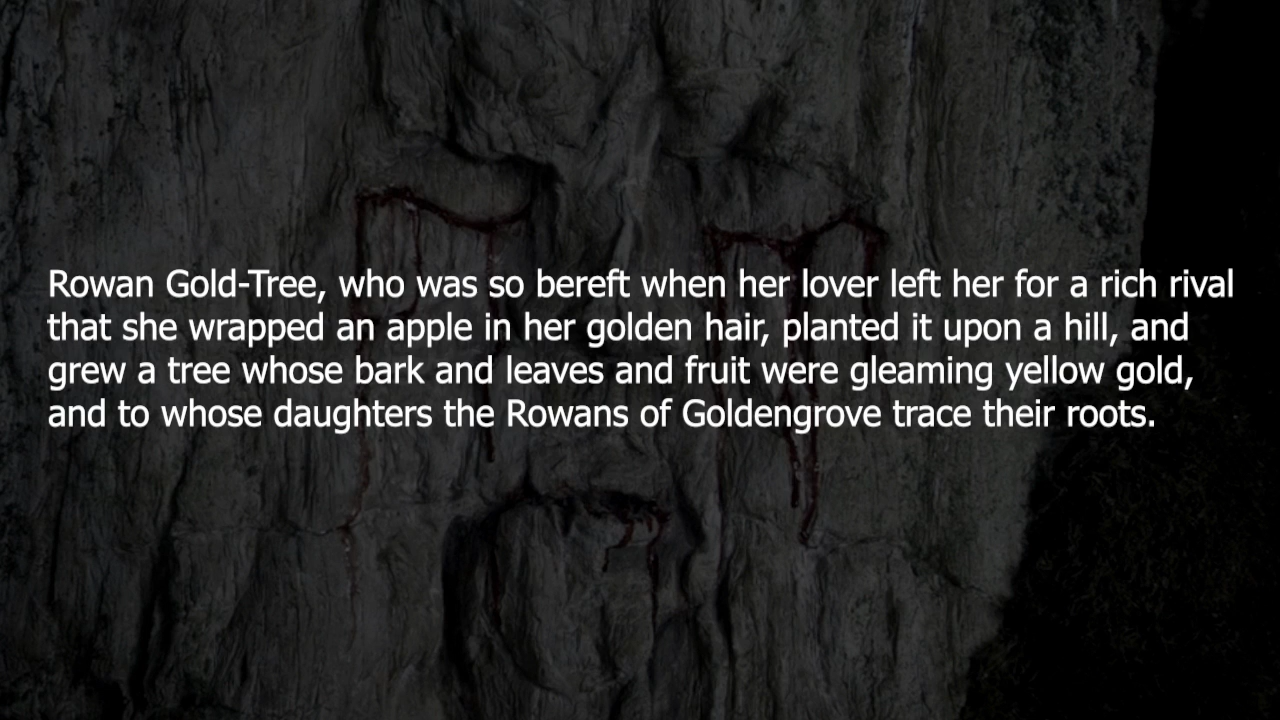 Rowan Gold-Tree, who was so bereft when her lover left her for a rich rival
that she wrapped an apple in her golden hair, planted it upon a hill, and
grew a tree whose bark and leaves and fruit were gleaming yellow gold,
and to whose daughters the Rowans of Goldengrove trace their roots.